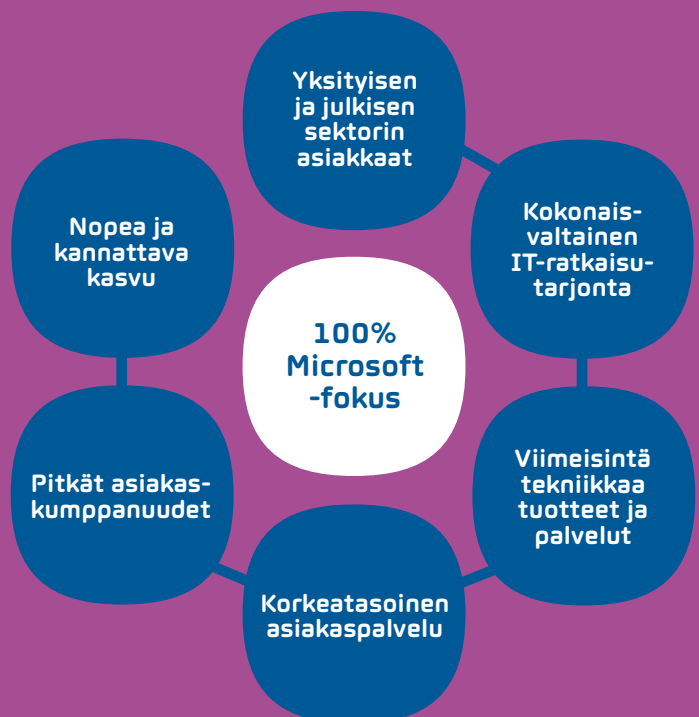 Yksityisen
ja julkisen
sektorin
asiakkaat
Kokonais-
valtainen
IT-ratkaisu-
tarjonta
Viimeisintä
tekniikkaa
tuotteet ja
palvelut
Korkeatasoinen
asiakaspalvelu
Pitkät asiakas-
kumppanuudet
Nopea ja
kannattava
kasvu
100%
Microsoft
-fokus